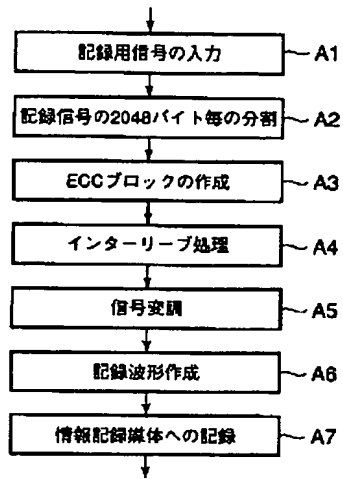 記録用信号の入力 A1
記録信号の2048バイト毎の分割 A2
ECCブロックの作成 A3
インターリーブ処理 A4
信号変調 A5
記録波形作成 A6
情報記録媒体への記録 A7